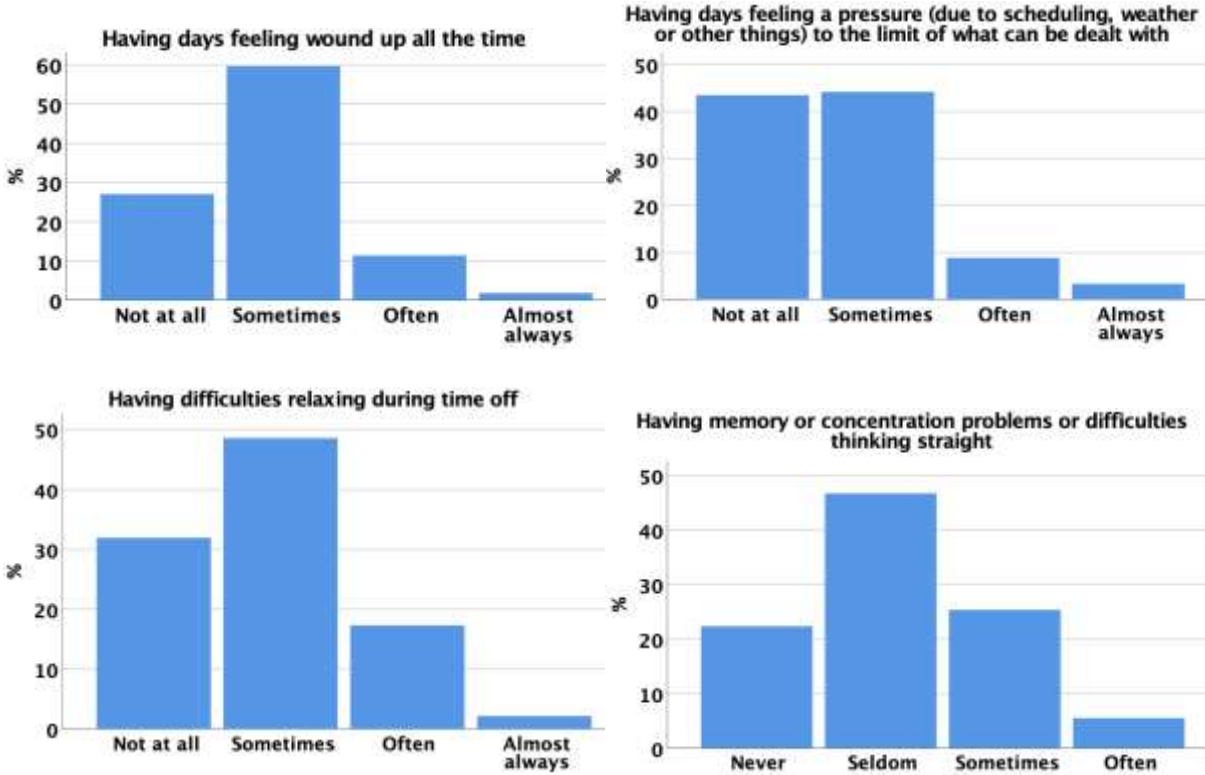 Having days feeling wound up all the time
60
50
40
30
20
10
0
%
Not at all Sometimes Often Almost
always
Having days feeling a pressure (due to scheduling, weather
or other things) to the limit of what can be dealt with
50
40
30
20
10
0
%
Not at all Sometimes Often Almost
always
Having difficulties relaxing during time off
50
40
30
20
10
0
%
Not at all Sometimes Often Almost
always
Having memory or concentration problems or difficulties
thinking straight
50
40
30
20
10
0
%
Never Seldom Sometimes Often